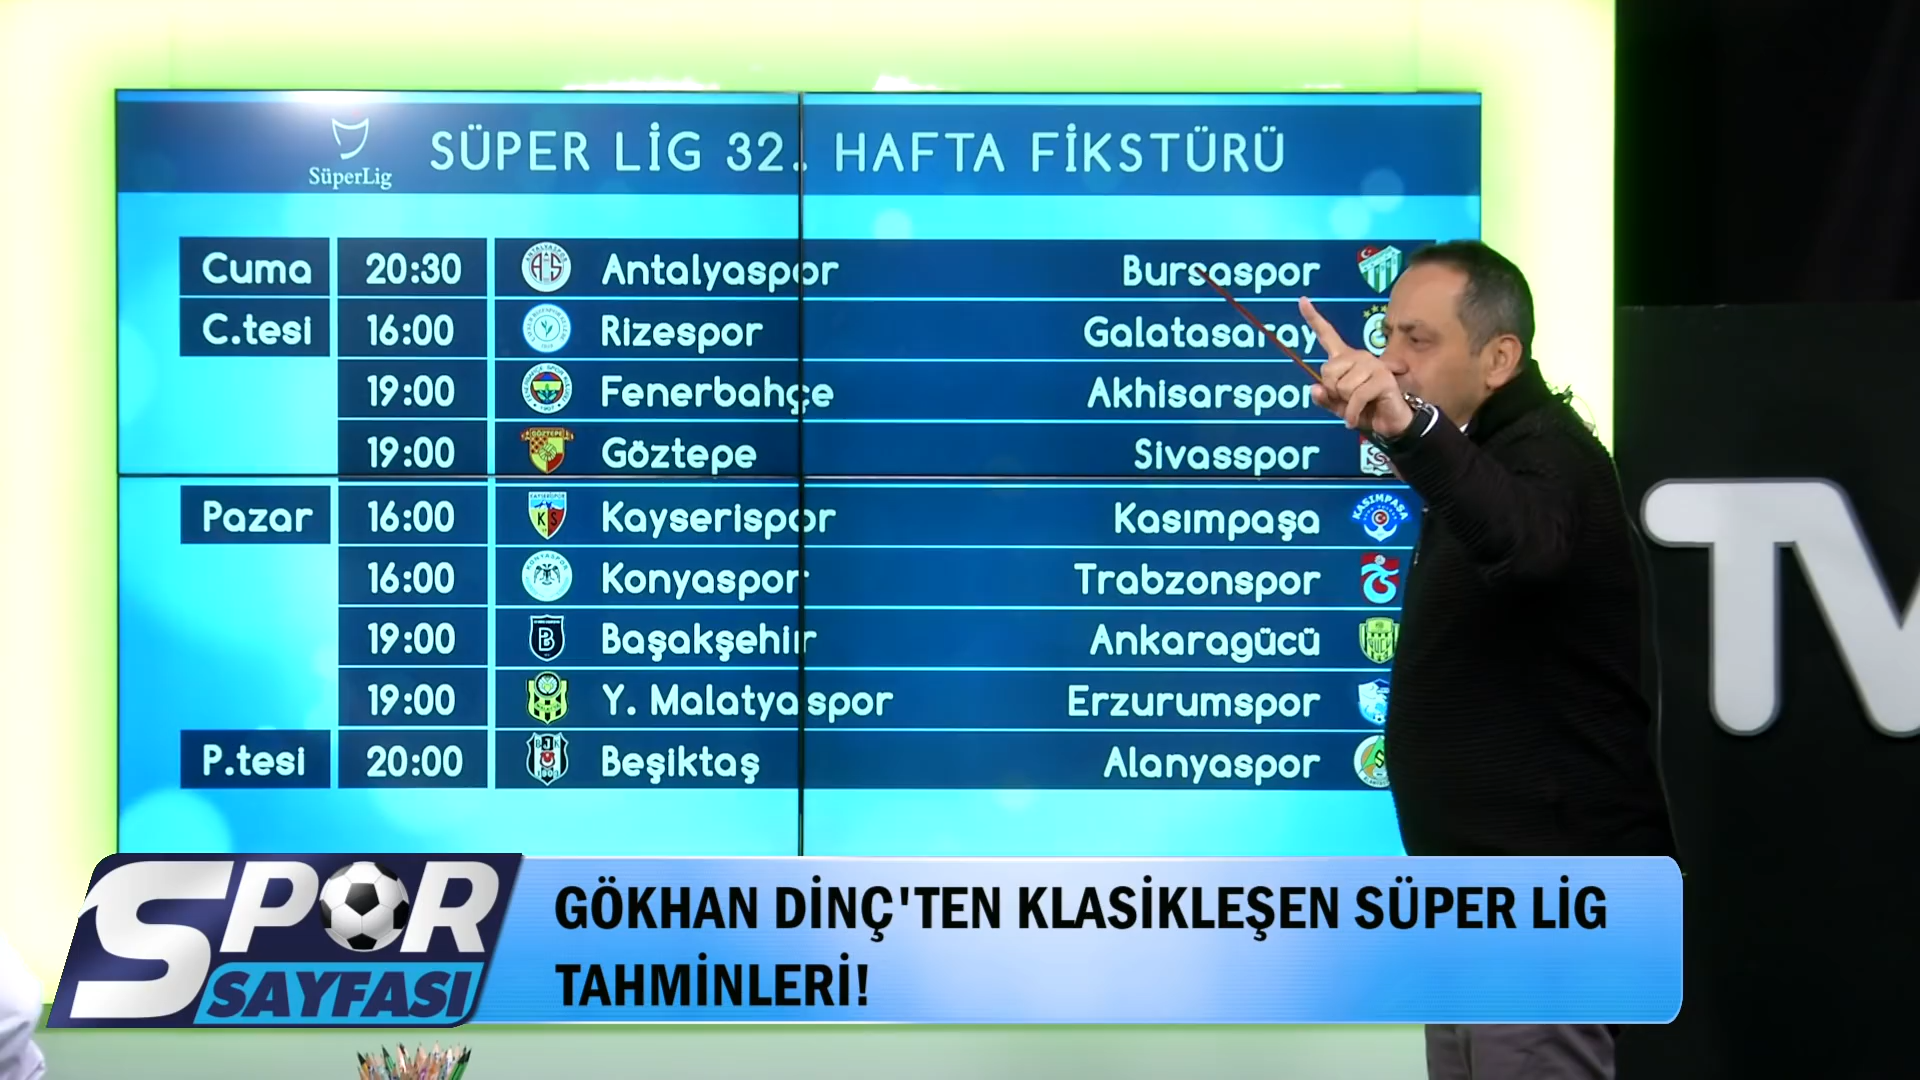 SüperLig
SÜPER LİG 32. HAFTA FİKSTÜRÜ
Cuma 20:30 Antalyaspor Bursaspor
C.tesi 16:00 Rizespor Galatasaray
19:00 Fenerbahçe Akhisarspor
19:00 Göztepe Sivasspor
Pazar 16:00 Kayserispor Kasımpaşa
16:00 Konyaspor Trabzonspor
19:00 Başakşehir Ankaragücü
19:00 Y. Malatyaspor Erzurumspor
P.tesi 20:00 Beşiktaş Alanyaspor
TV
SPOR
SAYFASI
GÖKHAN DİNÇ'TEN KLASİKLEŞEN SÜPER LİG
TAHMİNLERİ!